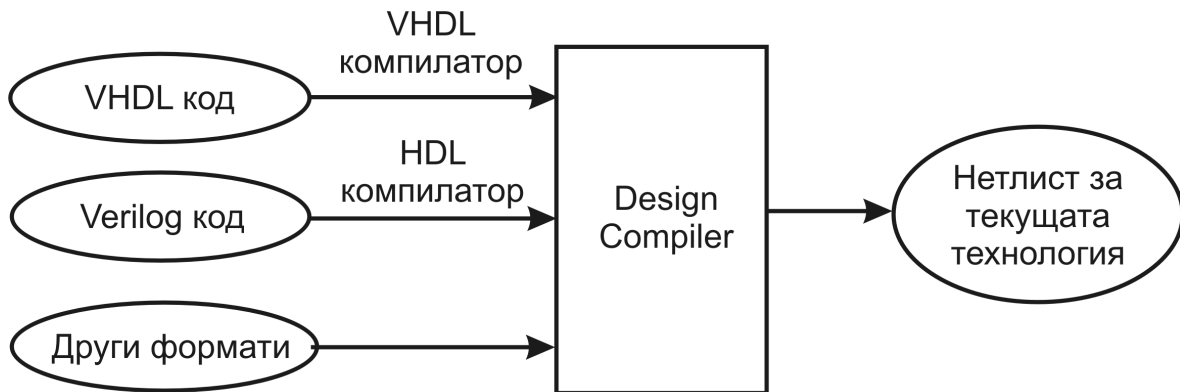 VHDL
компилатор
VHDL код
HDL
компилатор
Verilog код
Други формати
Design
Compiler
Нетлист за
текущата
технология